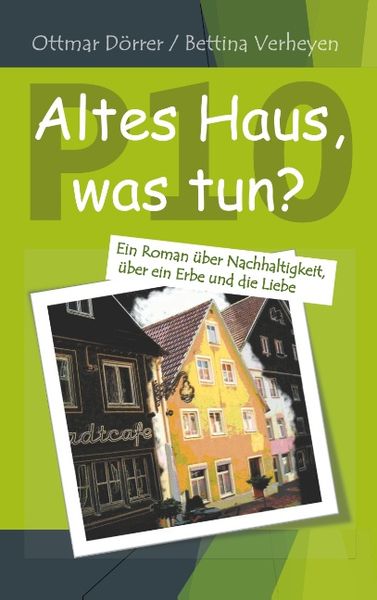 Ottmar Dörrer / Bettina Verheyen
P10
Altes Haus,
was tun?
Ein Roman über Nachhaltigkeit,
über ein Erbe und die Liebe
adtcafe